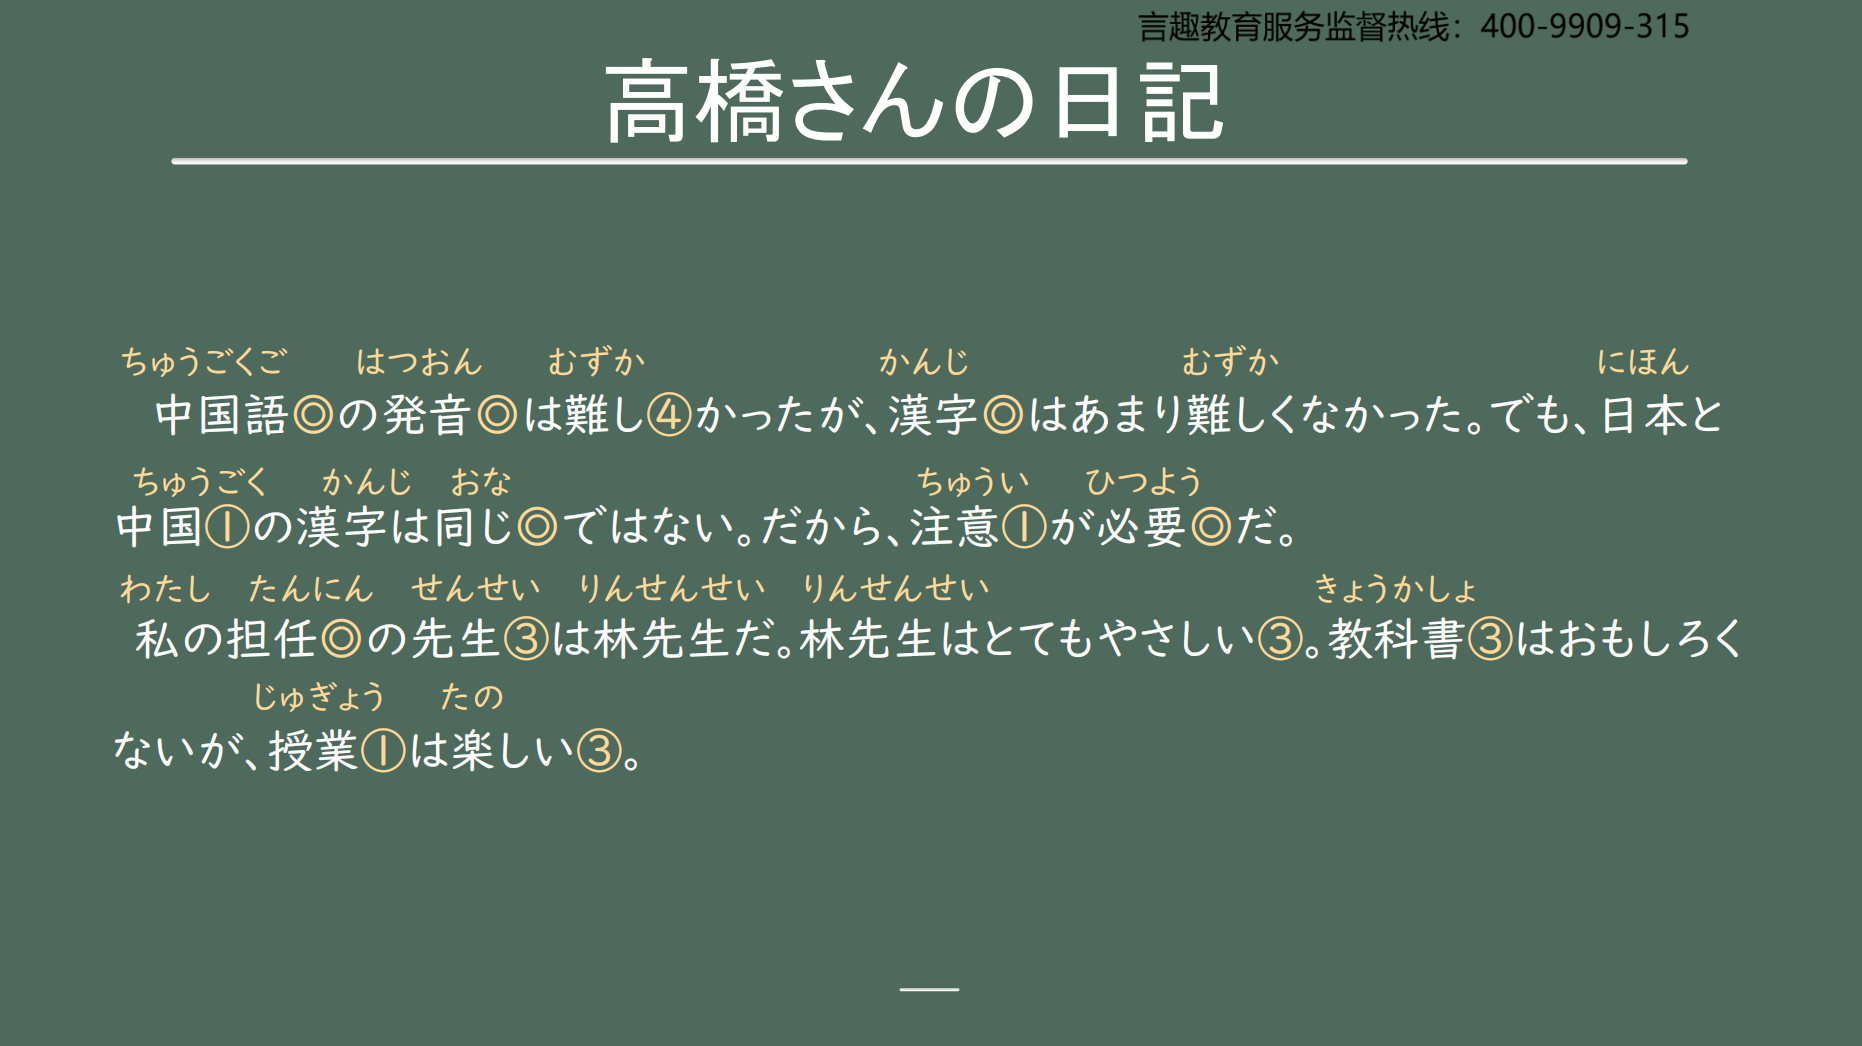 言趣教育服务监督热线：400-9909-315
高橋さんの日記
ちゅうごくご はつおん むずか かんじ むずか にほん
中国語◎の発音◎は難し④かったが、漢字◎はあまり難しくなかった。でも、日本と
ちゅうごく かんじ おな ちゅうい ひつよう
中国①の漢字は同じ◎ではない。だから、注意①が必要◎だ。
わたし たんにん せんせい りんせんせい りんせんせい きょうかしょ
私の担任◎の先生③は林先生だ。林先生はとてもやさしい③。教科書③はおもしろく
じゅぎょう たの
ないが、授業①は楽しい③。